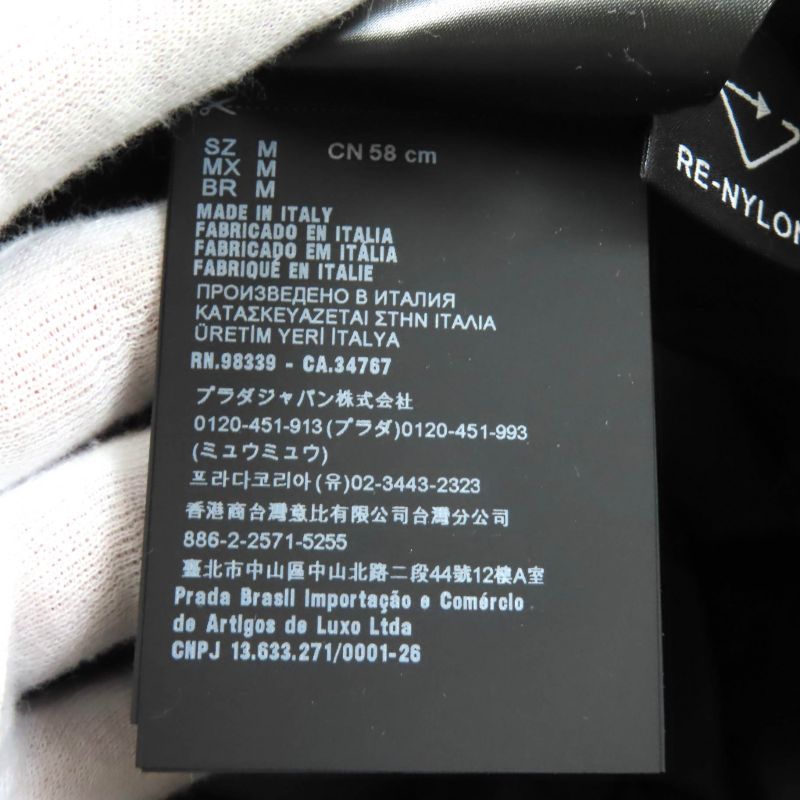 SZ M CN 58 cm
MX M
BR M
MADE IN ITALY
FABRICADO EN ITALIA
FABRICADO EM ITÁLIA
FABRIQUÉ EN ITALIE
ПРОИЗВЕДЕНО В ИТАЛИЯ
ΚΑΤΑΣΚΕΥΑΖΕΤΑΙ ΣΤΗΝ ΙΤΑΛΙΑ
ÜRETİM YERİ İTALYA
RN.98339 - CA.34767
プラダジャパン株式会社
0120-451-913(プラダ)0120-451-993
(ミュウミュウ)
프라다코리아(유)02-3443-2323
香港商台灣意比有限公司台灣分公司
886-2-2571-5255
臺北市中山區中山北路二段44號12樓A室
Prada Brasil Importação e Comércio
de Artigos de Luxo Ltda
CNPJ 13.633.271/0001-26
RE-NYLON